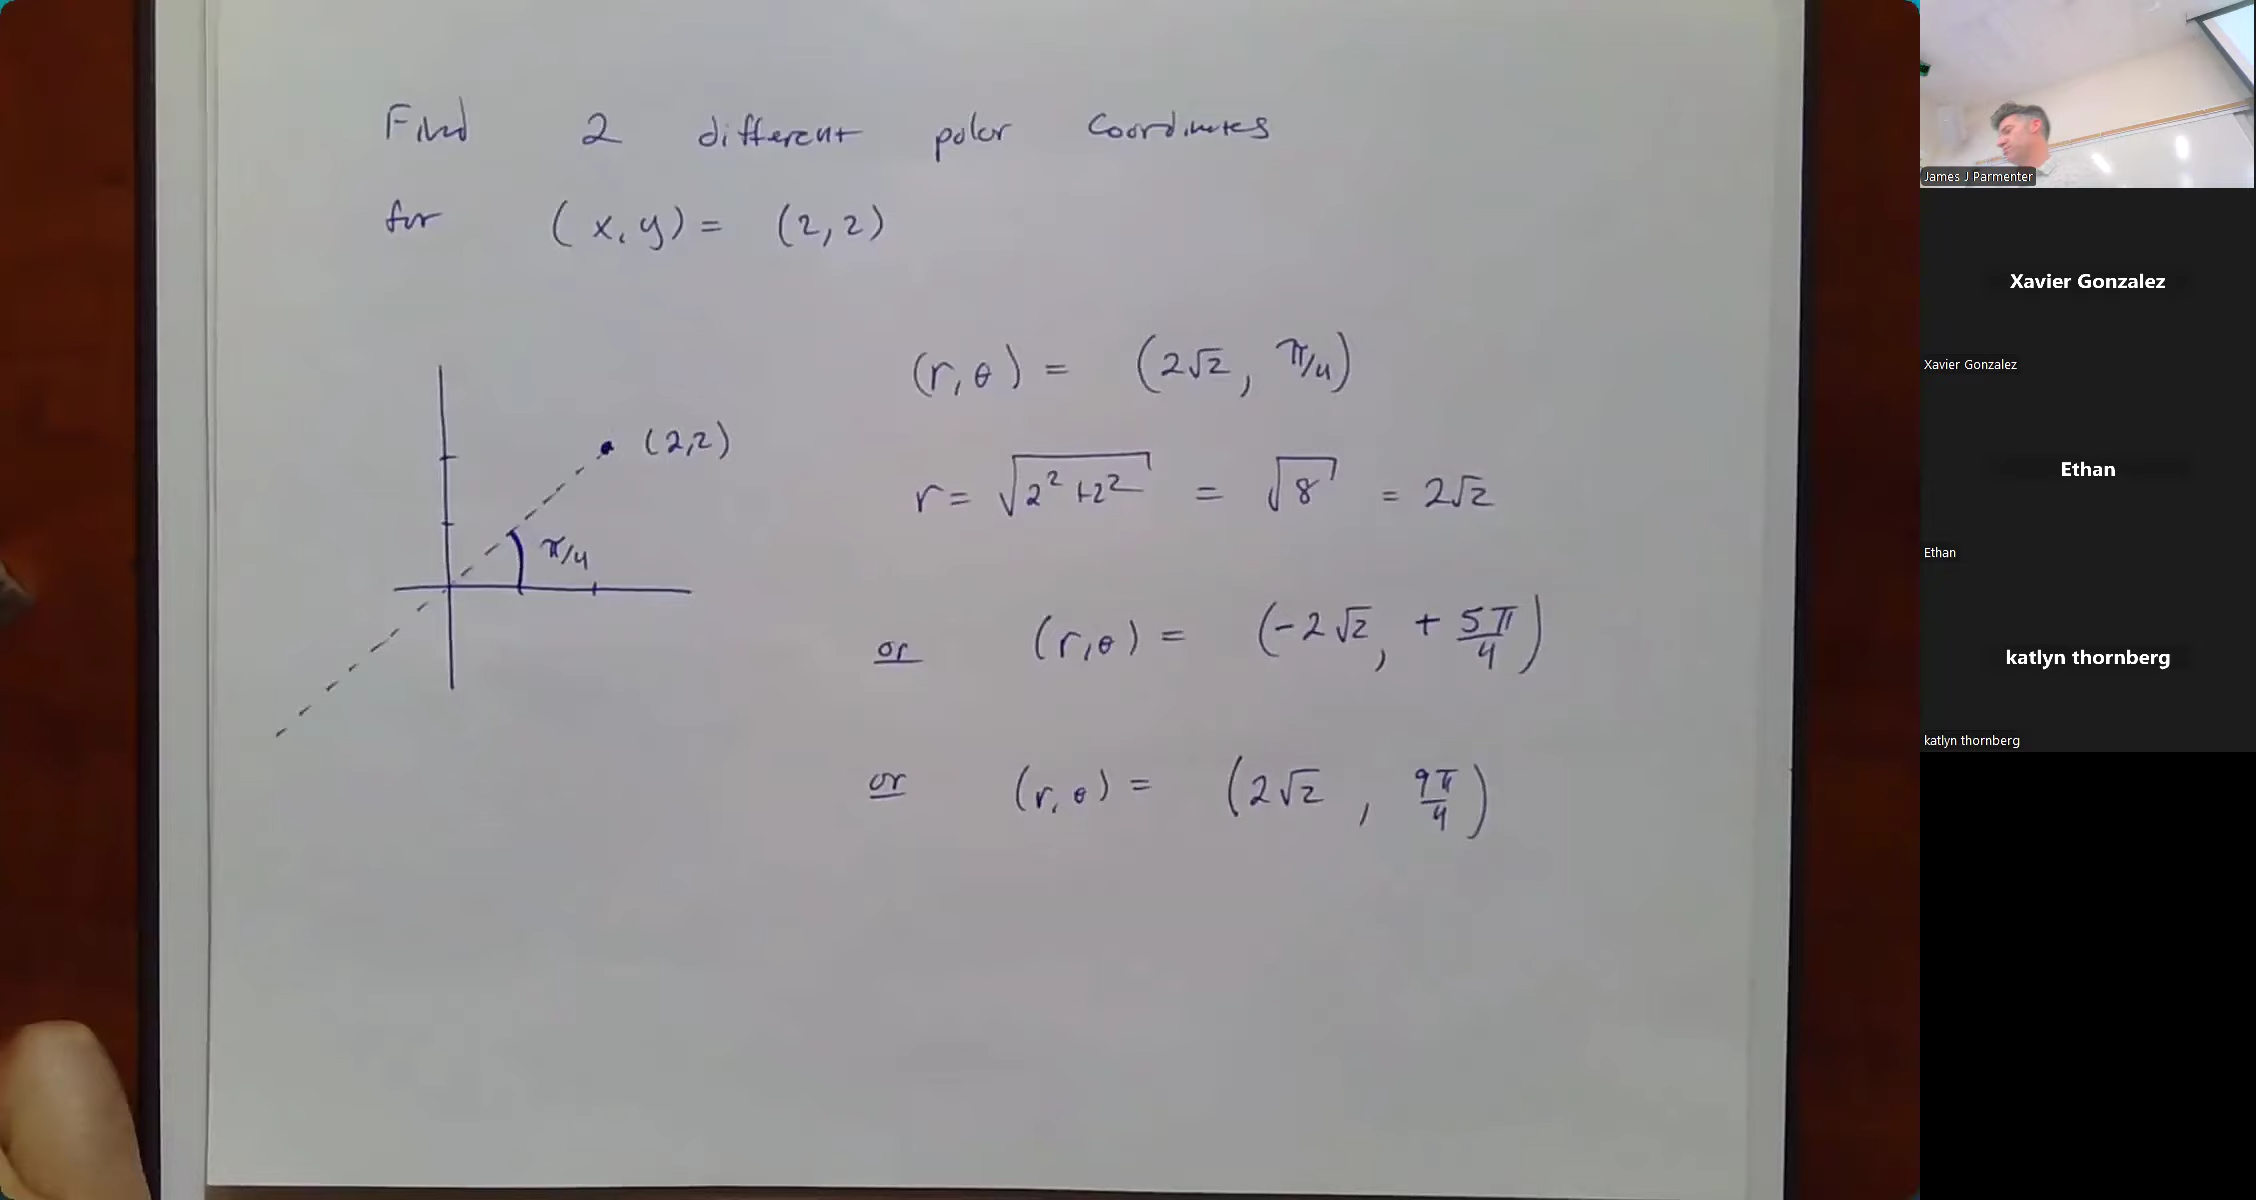 Find 2 different polar coordinates
for (x,y) = (2,2)
(r,θ) = (2√2, π/4)
(2,2)
r = √2² + 2² = √8 = 2√2
π/4
or (r,θ) = (-2√2, + 5π/4)
or (r,θ) = (2√2, 9π/4)
James J Parmenter
Xavier Gonzalez
Xavier Gonzalez
Ethan
Ethan
katlyn thornberg
katlyn thornberg